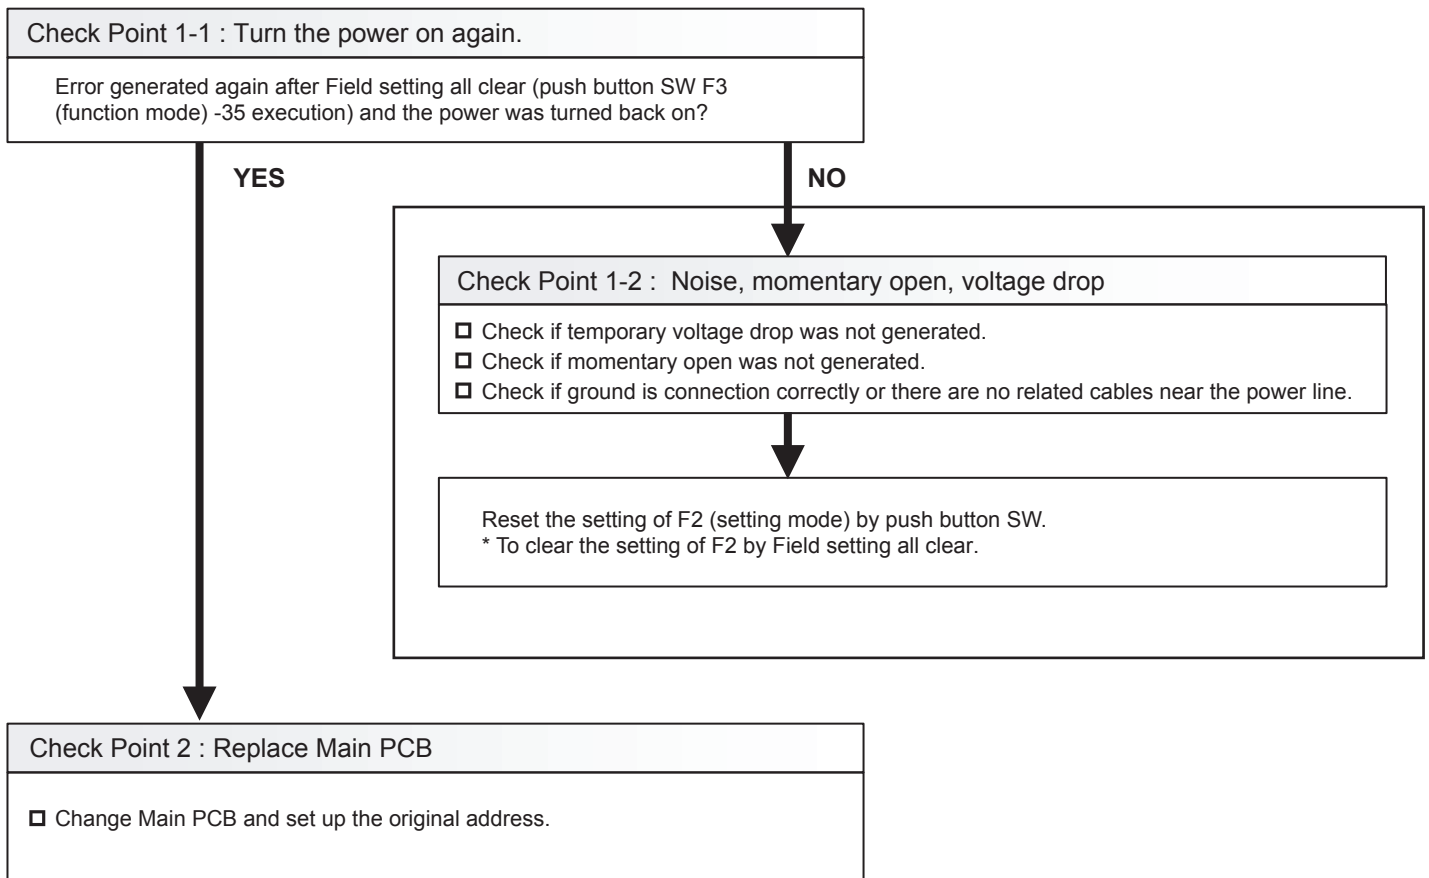 Check Point 1-1 : Turn the power on again.
Error generated again after Field setting all clear (push button SW F3
(function mode) -35 execution) and the power was turned back on?
YES
NO
Check Point 1-2 :  Noise, momentary open, voltage drop
Check if temporary voltage drop was not generated.
Check if momentary open was not generated.
Check if ground is connection correctly or there are no related cables near the power line.
Reset the setting of F2 (setting mode) by push button SW.
* To clear the setting of F2 by Field setting all clear.
Check Point 2 : Replace Main PCB
Change Main PCB and set up the original address.